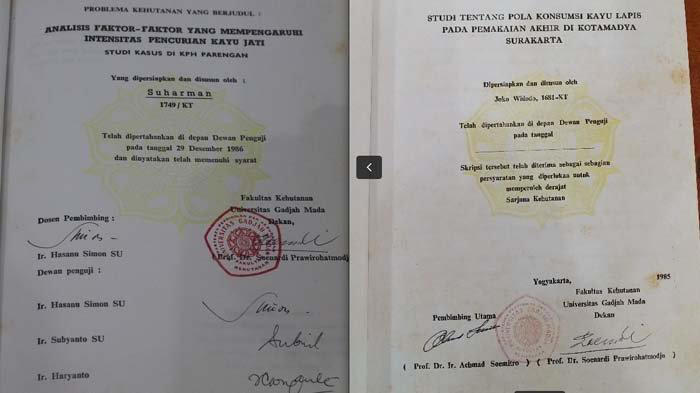 PROBLEMA KEHUTANAN YANG BERJUDUL :
ANALISIS FAKTOR-FAKTOR YANG MEMPENGARUHI
INTENSITAS PENCURIAN KAYU JATI
STUDI KASUS DI KPH PARENGAN
Yang dipersiapkan dan disusun oleh :
Suharman
1749/KT
Telah dipertahankan di depan Dewan Penguji
pada tanggal 29 Desember 1986
dan dinyatakan telah memenuhi syarat
Fakultas Kehutanan
Universitas Gadjah Mada
Dekan,
Dosen Pembimbing :
Ir. Hasanu Simon SU
(Prof. Dr. Soenardi Prawirohatmodjo
Dewan penguji :
Ir. Hasanu Simon SU
Ir. Subyanto SU
Ir. Haryanto
UNIVERSITAS GADJAH MADA
FAKULTAS
KEHUTANAN
STUDI TENTANG POLA KONSUMSI KAYU LAPIS
PADA PEMAKAIAN AKHIR DI KOTAMADYA
SURAKARTA
Dipersiapkan dan disusun oleh
Joko Widodo, 1681-KT
Telah dipertahankan di depan Dewan Penguji
pada tanggal
Skripsi tersebut telah diterima sebagai sebagian
persyaratan yang diperlukan untuk
memperoleh derajat
Sarjana Kehutanan
Yogyakarta, 1985
Fakultas Kehutanan
Universitas Gadjah Mada
Dekan
Pembimbing Utama
( Prof. Dr. Ir. Achmad Soemitro ) ( Prof. Dr. Soenardi Prawirohatmodjo )